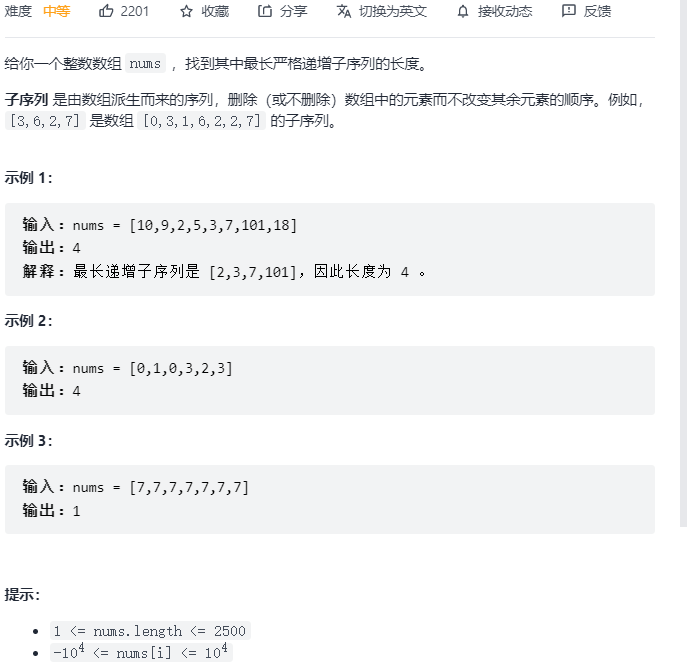 难度 中等 2201 收藏 分享 切换为英文 接收动态 反馈
给你一个整数数组 nums ，找到其中最长严格递增子序列的长度。
子序列 是由数组派生而来的序列，删除（或不删除）数组中的元素而不改变其余元素的顺序。例如，
[3,6,2,7] 是数组 [0,3,1,6,2,2,7] 的子序列。
示例 1：
输入：nums = [10,9,2,5,3,7,101,18]
输出：4
解释：最长递增子序列是 [2,3,7,101]，因此长度为 4 。
示例 2：
输入：nums = [0,1,0,3,2,3]
输出：4
示例 3：
输入：nums = [7,7,7,7,7,7,7]
输出：1
提示：
• 1 <= nums.length <= 2500
• -10⁴ <= nums[i] <= 10⁴